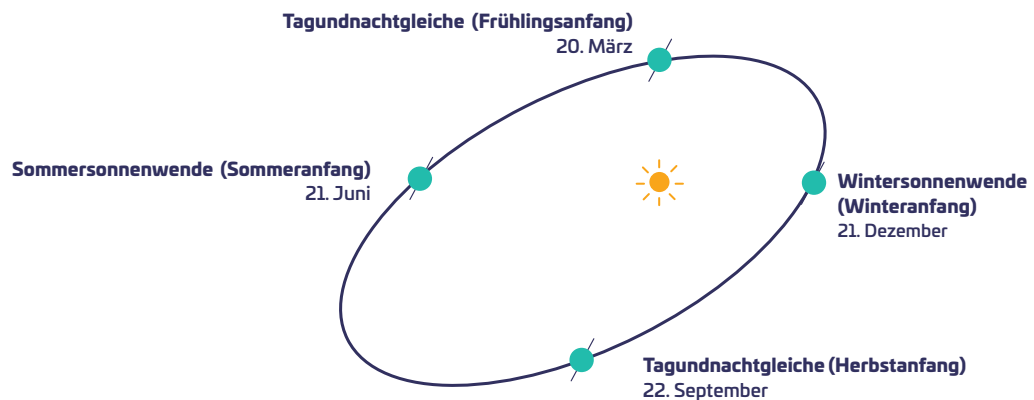 Tagundnachtgleiche (Frühlingsanfang)
20. März
Sommersonnenwende (Sommeranfang)
21. Juni
Wintersonnenwende
(Winteranfang)
21. Dezember
Tagundnachtgleiche (Herbstanfang)
22. September